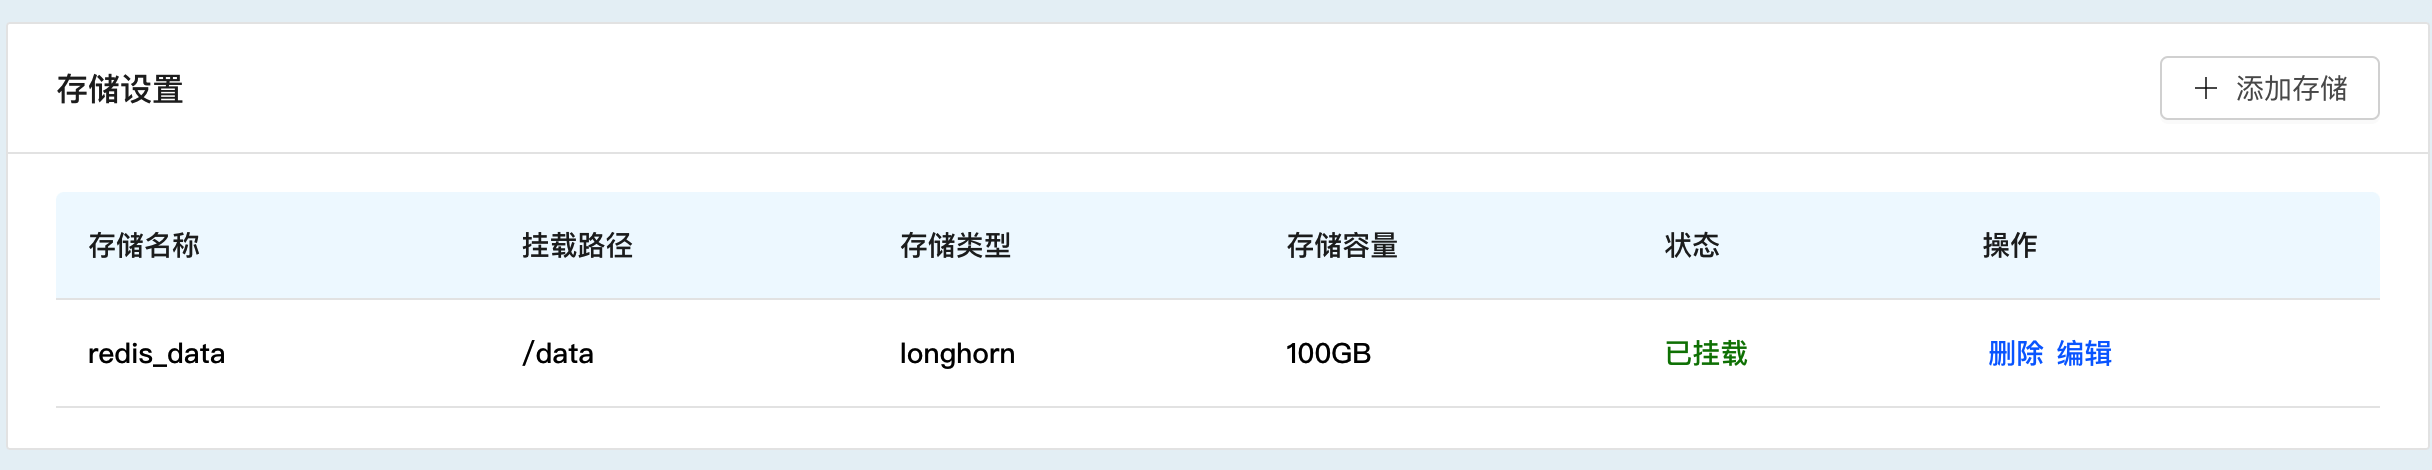 存储设置
+ 添加存储
存储名称 挂载路径 存储类型 存储容量 状态 操作
redis_data /data longhorn 100GB 已挂载 删除 编辑